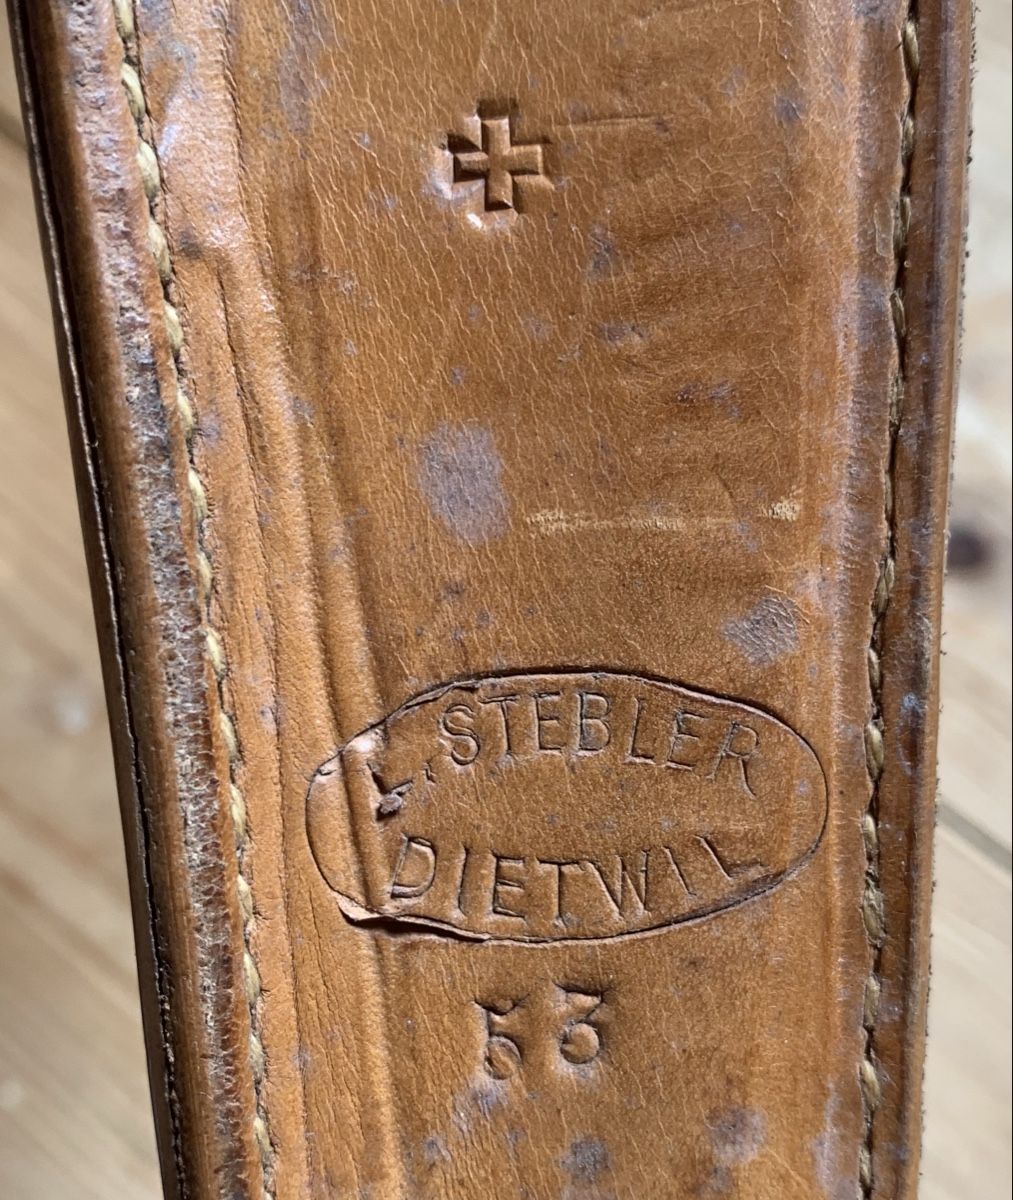 L. STEBLER
DIETWIL
53